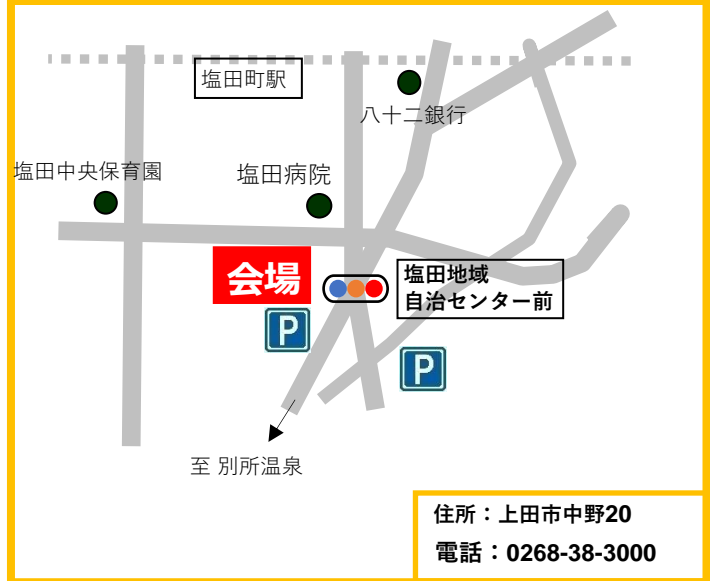 塩田町駅
八十二銀行
塩田中央保育園
塩田病院
会場
塩田地域
自治センター前
P
P
至 別所温泉
住所：上田市中野20
電話：0268-38-3000